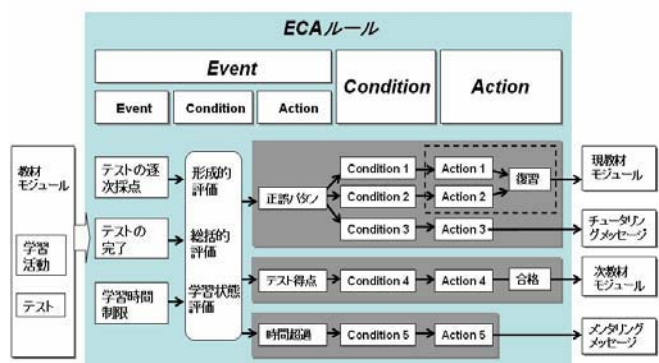 ECAルール
Event
Condition
Action
Event
Condition
Action
教材
モジュール
学習
活動
テスト
テストの逐
次採点
テストの
完了
学習時間
制限
形成的
評価
総括的
評価
学習状態
評価
正誤パタン
Condition 1
Action 1
Condition 2
Action 2
復習
Condition 3
Action 3
テスト得点
Condition 4
Action 4
合格
時間超過
Condition 5
Action 5
現教材
モジュール
チュータリン
グメッセージ
次教材
モジュール
メンタリング
メッセージ